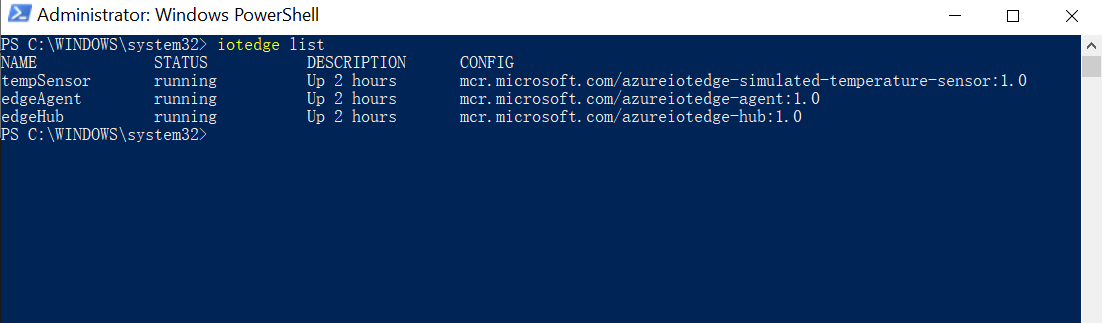 Administrator: Windows PowerShell
PS C:\WINDOWS\system32> iotedge list
NAME STATUS DESCRIPTION CONFIG
tempSensor running Up 2 hours mcr.microsoft.com/azureiotedge-simulated-temperature-sensor:1.0
edgeAgent running Up 2 hours mcr.microsoft.com/azureiotedge-agent:1.0
edgeHub running Up 2 hours mcr.microsoft.com/azureiotedge-hub:1.0
PS C:\WINDOWS\system32>